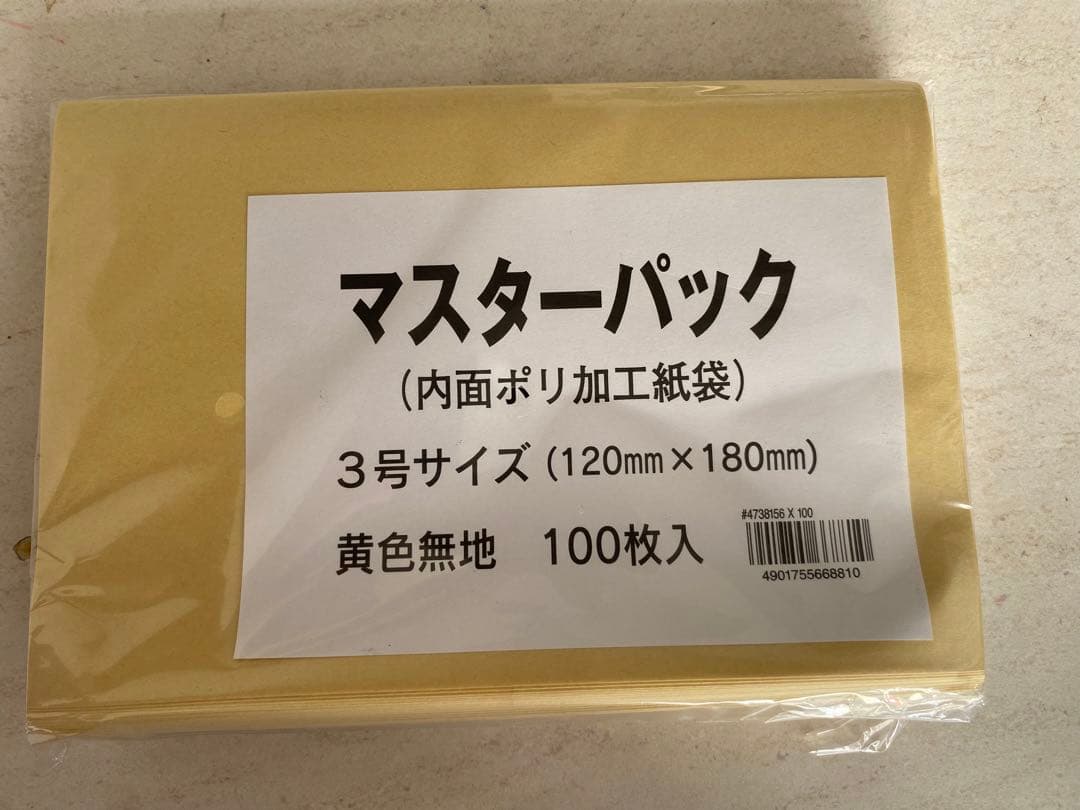 マスターパック
（内面ポリ加工紙袋）
３号サイズ（120㎜×180㎜）
黄色無地　100枚入
#4738156 X 100
4901755668810